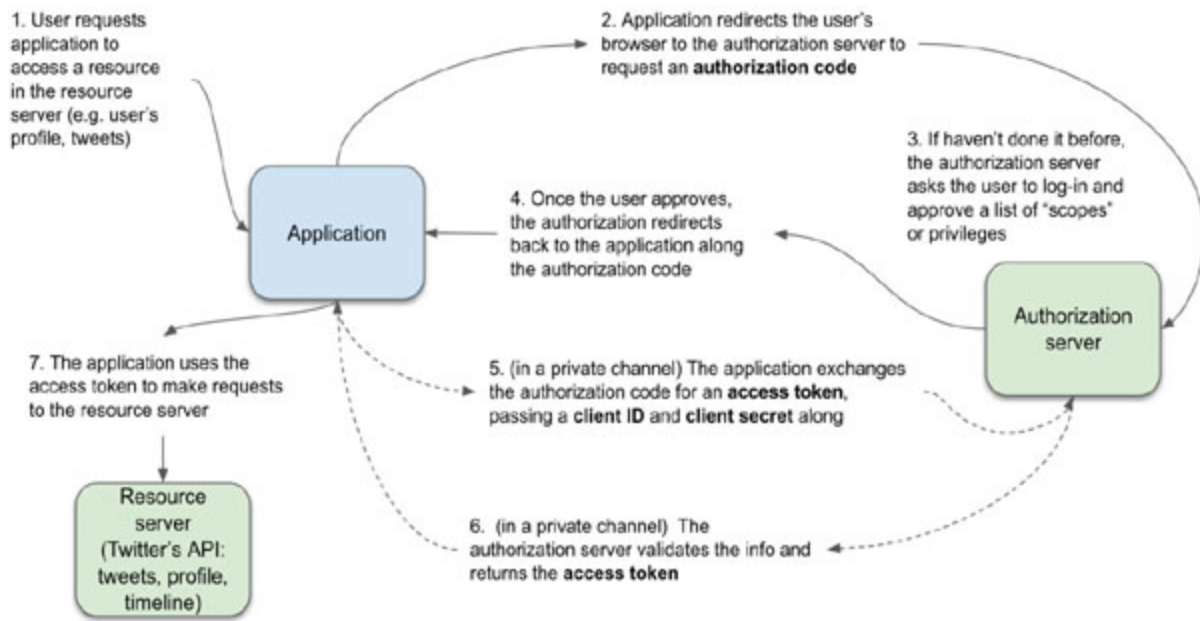 1. User requests
application to
access a resource
in the resource
server (e.g. user's
profile, tweets)
2. Application redirects the user's
browser to the authorization server to
request an authorization code
3. If haven't done it before,
the authorization server
asks the user to log-in and
approve a list of "scopes"
or privileges
Application
4. Once the user approves,
the authorization redirects
back to the application along
the authorization code
Authorization
server
7. The application uses the
access token to make requests
to the resource server
5. (in a private channel) The application exchanges
the authorization code for an access token,
passing a client ID and client secret along
Resource
server
(Twitter's API:
tweets, profile,
timeline)
6. (in a private channel) The
authorization server validates the info and
returns the access token